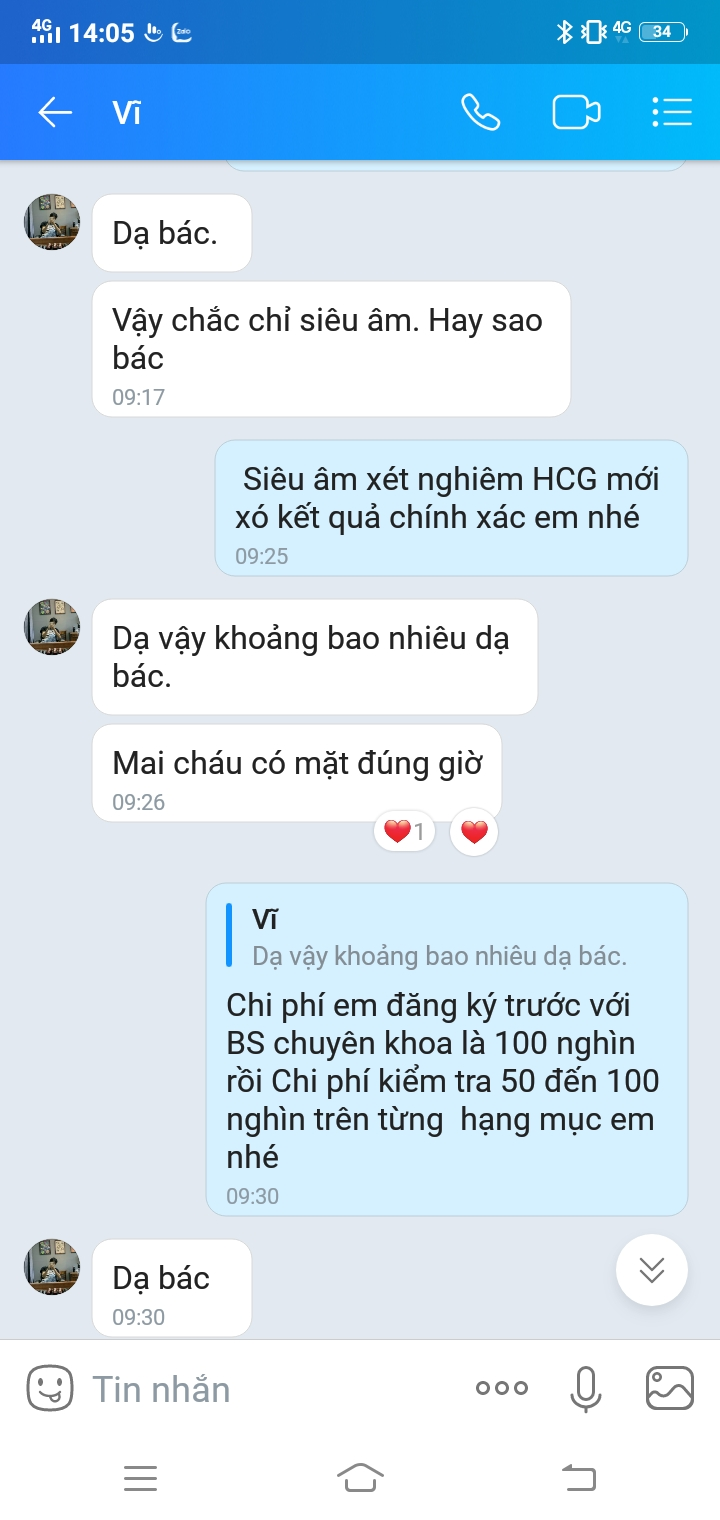 4G 14:05 Zalo 4G 34
Vĩ
Dạ bác.
Vậy chắc chỉ siêu âm. Hay sao
bác
09:17
Siêu âm xét nghiêm HCG mới
xó kết quả chính xác em nhé
09:25
Dạ vậy khoảng bao nhiêu dạ
bác.
Mai cháu có mặt đúng giờ
09:26
1
Vĩ
Dạ vậy khoảng bao nhiêu dạ bác.
Chi phí em đăng ký trước với
BS chuyên khoa là 100 nghìn
rồi Chi phí kiểm tra 50 đến 100
nghìn trên từng hạng mục em
nhé
09:30
Dạ bác
09:30
Tin nhắn